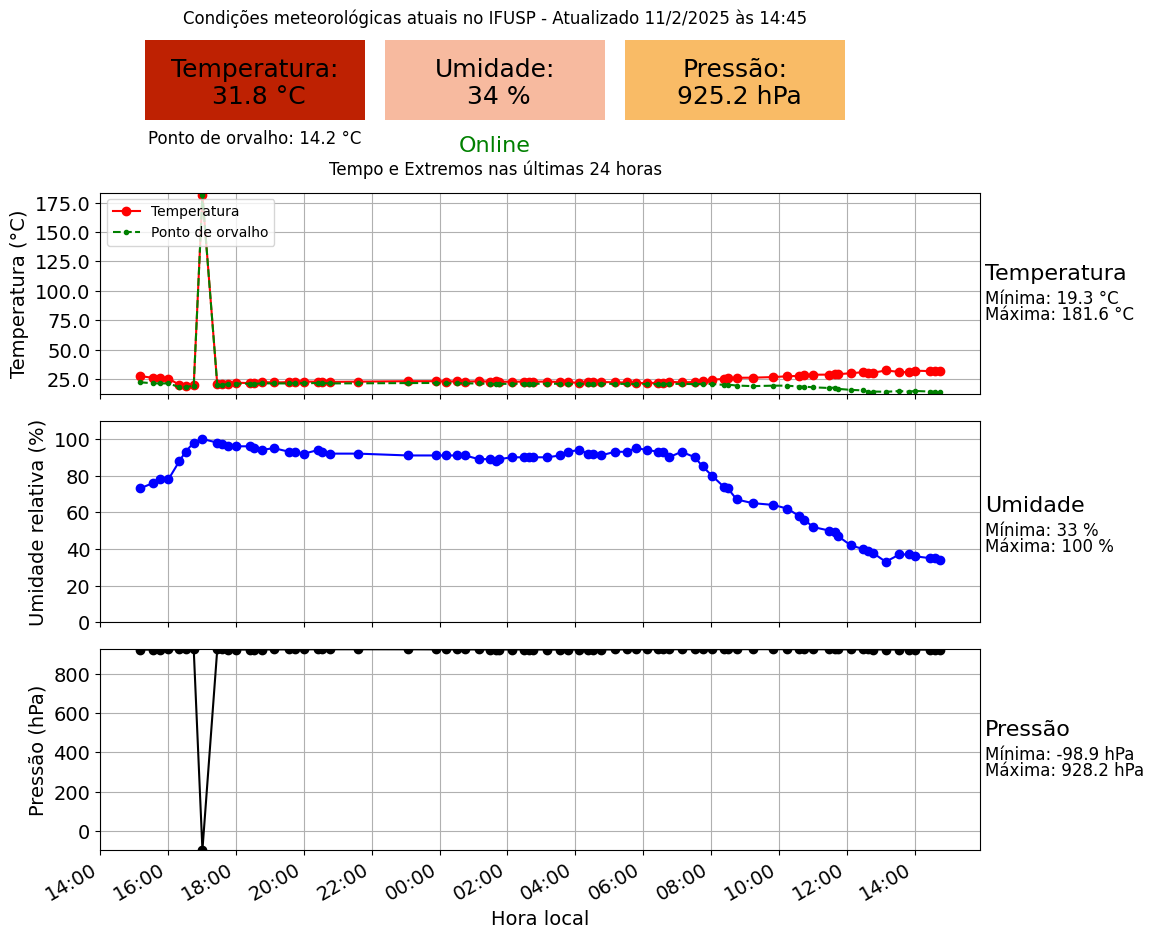 Condições meteorológicas atuais no IFUSP - Atualizado 11/2/2025 às 14:45
Temperatura:
31.8 °C
Umidade:
34 %
Pressão:
925.2 hPa
Ponto de orvalho: 14.2 °C
Online
Tempo e Extremos nas últimas 24 horas
Temperatura (°C)
175.0
150.0
125.0
100.0
75.0
50.0
25.0
Temperatura
Ponto de orvalho
Temperatura
Mínima: 19.3 °C
Máxima: 181.6 °C
Umidade relativa (%)
100
80
60
40
20
0
Umidade
Mínima: 33 %
Máxima: 100 %
Pressão (hPa)
800
600
400
200
0
Pressão
Mínima: -98.9 hPa
Máxima: 928.2 hPa
14:00 16:00 18:00 20:00 22:00 00:00 02:00 04:00 06:00 08:00 10:00 12:00 14:00
Hora local